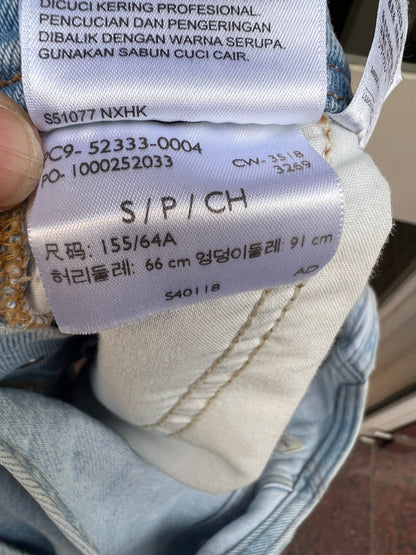 DICUCI KERING PROFESIONAL.
PENCUCIAN DAN PENGERINGAN
DIBALIK DENGAN WARNA SERUPA.
GUNAKAN SABUN CUCI CAIR.
S51077 NXHK
PC9- 52333-0004
PO- 1000252033
CW- 35 / 8
3269
S / P / CH
尺码: 155/64A
허리둘레: 66 cm 엉덩이둘레: 91 cm
S40118
AD